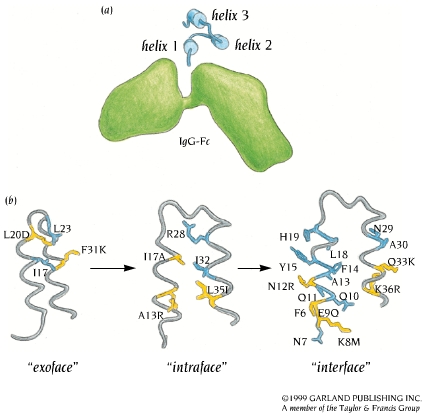 (a)
helix 3
helix 1
helix 2
IgG-Fc
(b)
L20D
L23
F31K
I17
"exoface"
R28
I17A
I32
L35I
A13R
"intraface"
H19
L18
N29
A30
Y15
F14
A13
Q33K
N12R
Q11
Q10
K36R
F6
E9Q
N7
K8M
"interface"
©1999 GARLAND PUBLISHING INC.
A member of the Taylor & Francis Group